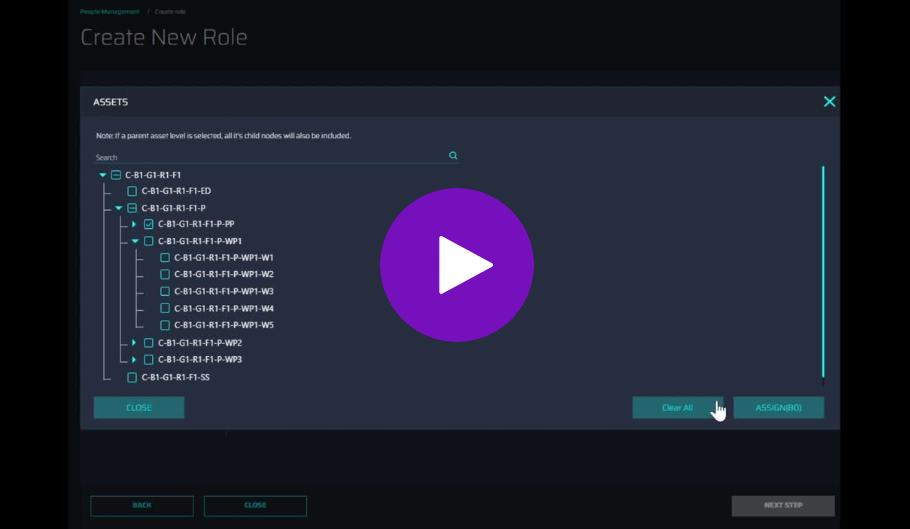 People Management / Create role
Create New Role
ASSETS
Note: If a parent asset level is selected, all it's child nodes will also be included.
Search
C-B1-G1-R1-F1
C-B1-G1-R1-F1-ED
C-B1-G1-R1-F1-P
C-B1-G1-R1-F1-P-PP
C-B1-G1-R1-F1-P-WP1
C-B1-G1-R1-F1-P-WP1-W1
C-B1-G1-R1-F1-P-WP1-W2
C-B1-G1-R1-F1-P-WP1-W3
C-B1-G1-R1-F1-P-WP1-W4
C-B1-G1-R1-F1-P-WP1-W5
C-B1-G1-R1-F1-P-WP2
C-B1-G1-R1-F1-P-WP3
C-B1-G1-R1-F1-SS
CLOSE Clear All ASSIGN(80)
BACK CLOSE NEXT STEP